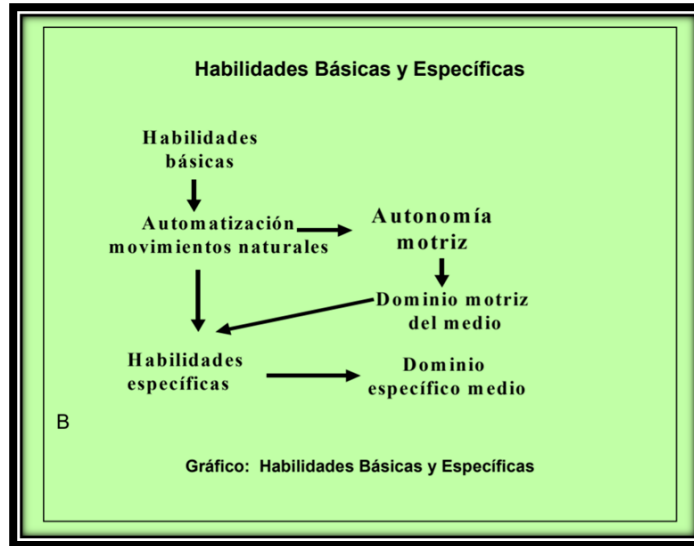 Habilidades Básicas y Específicas
Habilidades
básicas
Automatización
movimientos naturales
Autonomía
motriz
Dominio motriz
del medio
Habilidades
específicas
Dominio
específico medio
B
Gráfico: Habilidades Básicas y Específicas